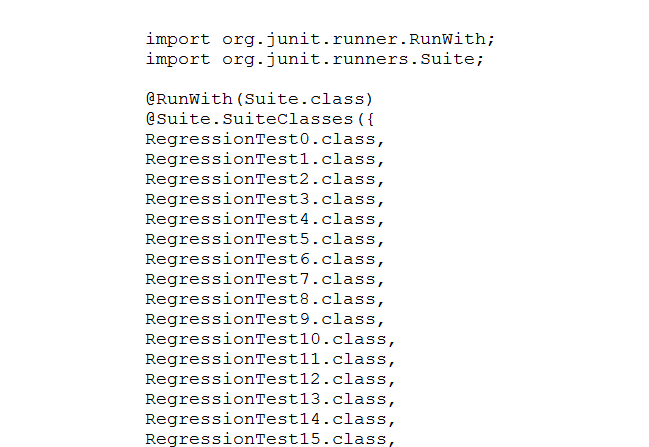 import org.junit.runner.RunWith;
import org.junit.runners.Suite;

@RunWith(Suite.class)
@Suite.SuiteClasses({
RegressionTest0.class,
RegressionTest1.class,
RegressionTest2.class,
RegressionTest3.class,
RegressionTest4.class,
RegressionTest5.class,
RegressionTest6.class,
RegressionTest7.class,
RegressionTest8.class,
RegressionTest9.class,
RegressionTest10.class,
RegressionTest11.class,
RegressionTest12.class,
RegressionTest13.class,
RegressionTest14.class,
RegressionTest15.class,